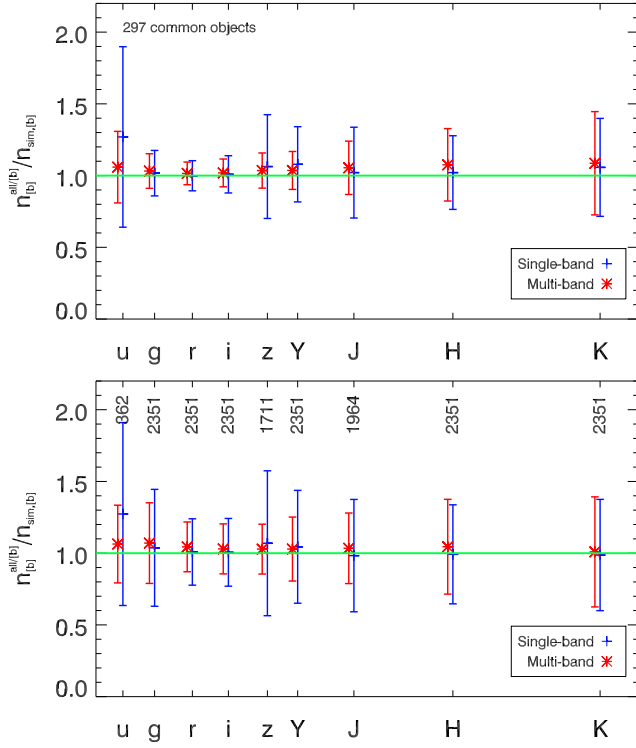 297 common objects
2.0
1.5
1.0
0.5
0.0
n[b]^all/[b]/n_sim,[b]
Single-band
Multi-band
u g r i z Y J H K
862 2351 2351 2351 1711 2351 1964 2351 2351
2.0
1.5
1.0
0.5
0.0
n[b]^all/[b]/n_sim,[b]
Single-band
Multi-band
u g r i z Y J H K